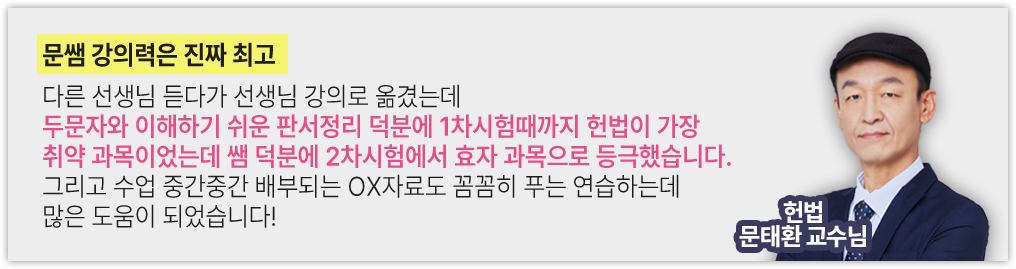 문쌤 강의력은 진짜 최고
다른 선생님 듣다가 선생님 강의로 옮겼는데
두문자와 이해하기 쉬운 판서정리 덕분에 1차시험때까지 헌법이 가장
취약 과목이었는데 쌤 덕분에 2차시험에서 효자 과목으로 등극했습니다.
그리고 수업 중간중간 배부되는 OX자료도 꼼꼼히 푸는 연습하는데
많은 도움이 되었습니다!
헌법
문태환 교수님